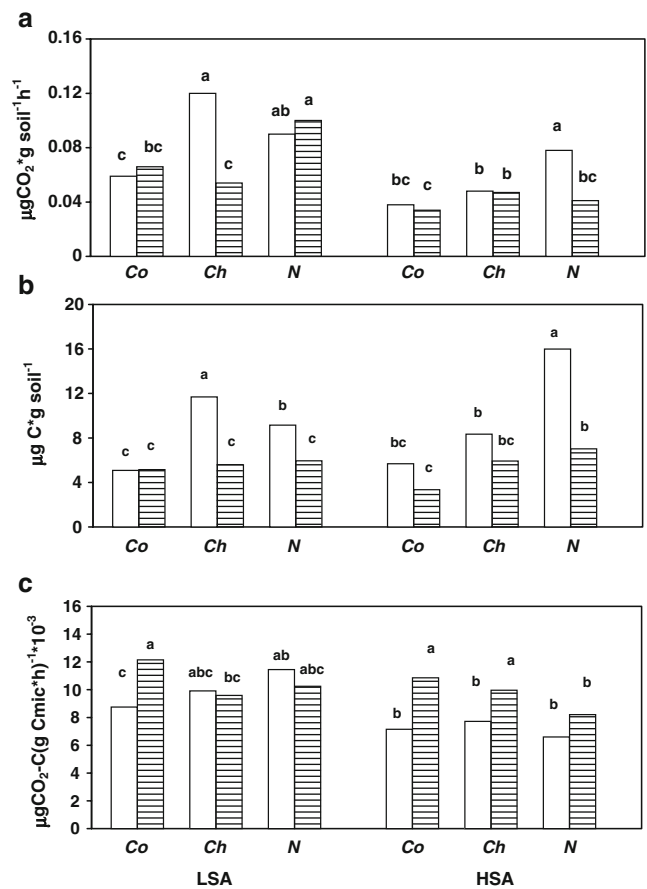 a
µgCO₂*g soil⁻¹h⁻¹
0.16
0.12
0.08
0.04
0
c bc a c ab a bc c b b a bc
Co Ch N Co Ch N
b
µg C*g soil⁻¹
20
16
12
8
4
0
c c a c b c bc c b bc a b
Co Ch N Co Ch N
c
µgCO₂-C(g Cmic*h)⁻¹*10⁻³
16
14
12
10
8
6
4
2
0
c a abc bc ab abc b a b a b b
Co Ch N Co Ch N
LSA HSA